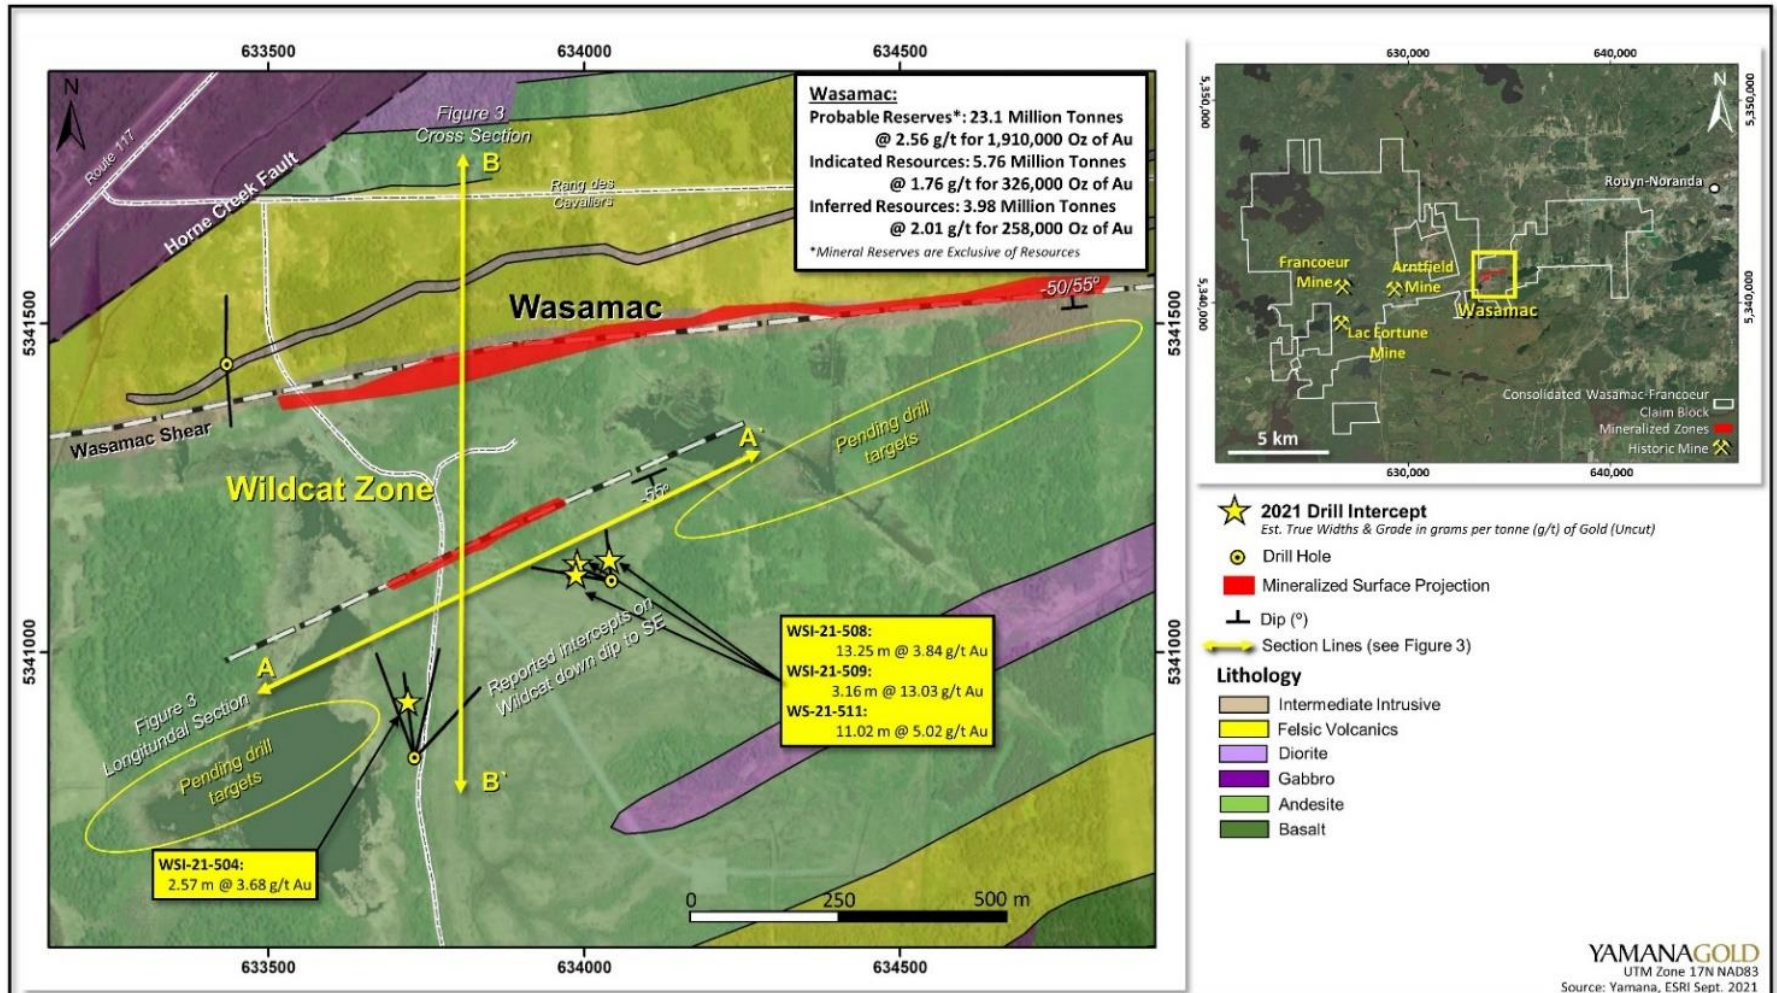 633500
634000
634500
N
Route 117
Horne Creek Fault
Figure 3
Cross Section
B
Rang des
Cavaliers
Wasamac:
Probable Reserves*: 23.1 Million Tonnes
@ 2.56 g/t for 1,910,000 Oz of Au
Indicated Resources: 5.76 Million Tonnes
@ 1.76 g/t for 326,000 Oz of Au
Inferred Resources: 3.98 Million Tonnes
@ 2.01 g/t for 258,000 Oz of Au
*Mineral Reserves are Exclusive of Resources
5341500
5341500
Wasamac
-50/55º
Wasamac Shear
Wildcat Zone
A`
-55º
Pending drill
targets
5341000
5341000
A
Figure 3
Longitundal Section
Reported intercepts on
Wildcat down dip to SE
WSI-21-508:
13.25 m @ 3.84 g/t Au
WSI-21-509:
3.16 m @ 13.03 g/t Au
WS-21-511:
11.02 m @ 5.02 g/t Au
Pending drill
targets
B`
WSI-21-504:
2.57 m @ 3.68 g/t Au
0
250
500 m
633500
634000
634500
630,000
640,000
5,350,000
5,350,000
N
Rouyn-Noranda
Francoeur
Mine
Arntfield
Mine
Wasamac
Lac Fortune
Mine
5,340,000
5,340,000
Consolidated Wasamac-Francoeur
Claim Block
Mineralized Zones
Historic Mine
5 km
630,000
640,000
2021 Drill Intercept
Est. True Widths & Grade in grams per tonne (g/t) of Gold (Uncut)
Drill Hole
Mineralized Surface Projection
Dip (º)
Section Lines (see Figure 3)
Lithology
Intermediate Intrusive
Felsic Volcanics
Diorite
Gabbro
Andesite
Basalt
YAMANAGOLD
UTM Zone 17N NAD83
Source: Yamana, ESRI Sept. 2021